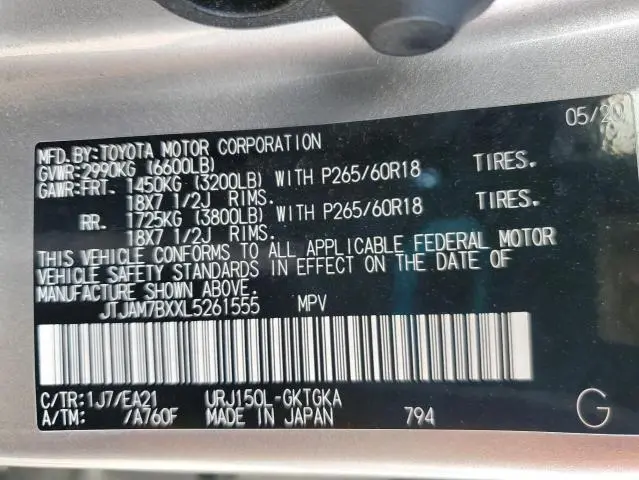 05/20
MFD.BY:TOYOTA MOTOR CORPORATION
GVWR:2990KG (6600LB)
GAWR:FRT. 1450KG (3200LB) WITH P265/60R18 TIRES.
18X7 1/2J RIMS.
RR. 1725KG (3800LB) WITH P265/60R18 TIRES.
18X7 1/2J RIMS.
THIS VEHICLE CONFORMS TO ALL APPLICABLE FEDERAL MOTOR
VEHICLE SAFETY STANDARDS IN EFFECT ON THE DATE OF
MANUFACTURE SHOWN ABOVE.
JTJAM7BXXL5261555 MPV
C/TR:1J7/EA21 URJ150L-GKTGKA
A/TM: /A760F MADE IN JAPAN 794 G